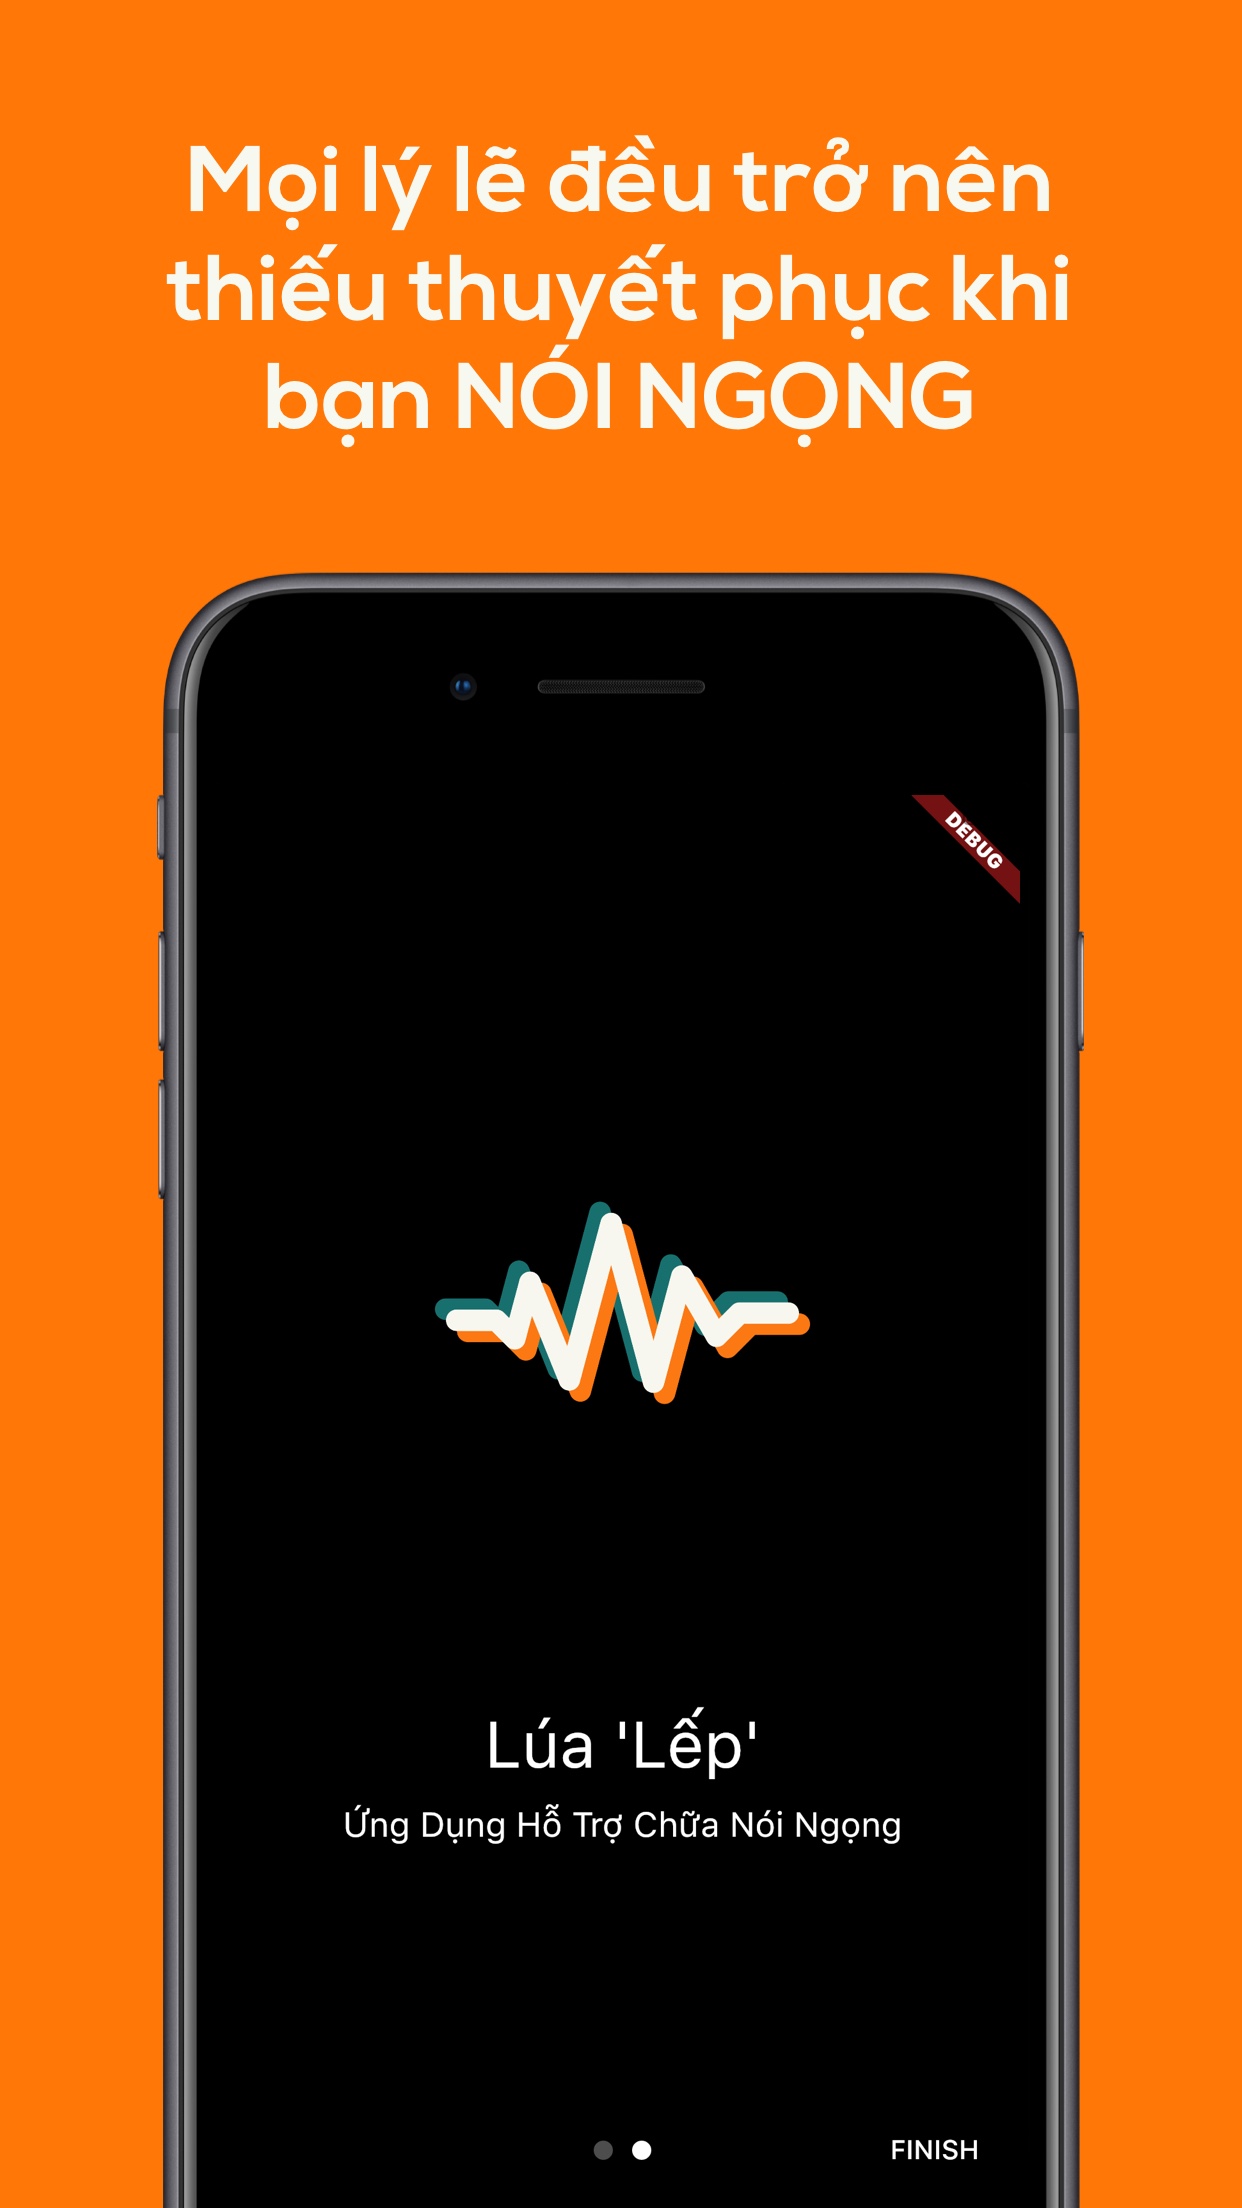 Mọi lý lẽ đều trở nên
thiếu thuyết phục khi
bạn NÓI NGỌNG
DEBUG
Lúa 'Lếp'
Ứng Dụng Hỗ Trợ Chữa Nói Ngọng
FINISH